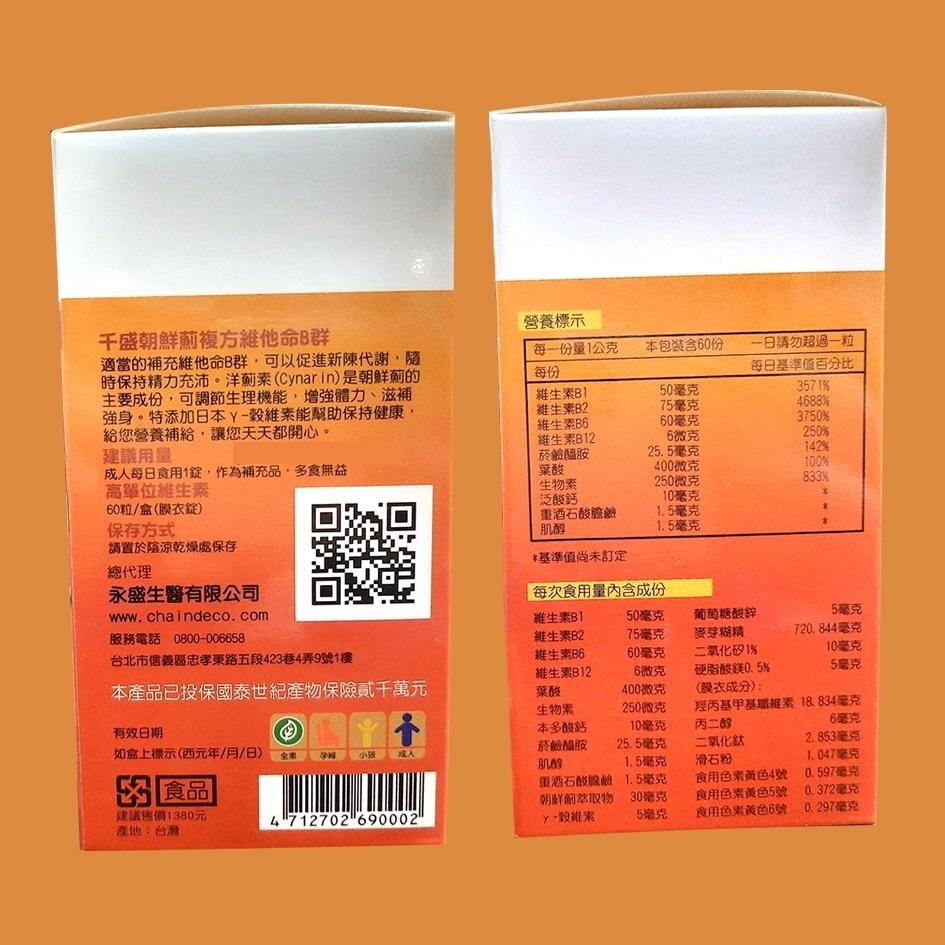 千盛朝鮮薊複方維他命B群
適當的補充維他命B群，可以促進新陳代謝，隨
時保持精力充沛。洋薊素(Cynarin)是朝鮮薊的
主要成份，可調節生理機能，增強體力、滋補
強身。特添加日本γ-穀維素能幫助保持健康，
給您營養補給，讓您天天都開心。
建議用量
成人每日食用1錠，作為補充品，多食無益
高單位維生素
60粒/盒(膜衣錠)
保存方式
請置於陰涼乾燥處保存
總代理
永盛生醫有限公司
www.chaindeco.com
服務電話 0800-006658
台北市信義區忠孝東路五段423巷4弄9號1樓
本產品已投保國泰世紀產物保險貳千萬元
有效日期
如盒上標示(西元年/月/日)
全素 孕婦 小孩 成人
食品
建議售價1380元
產地：台灣
4 712702 690002
營養標示
每一份量1公克 本包裝含60份 一日請勿超過一粒
每份 每日基準值百分比
維生素B1 50毫克 3571%
維生素B2 75毫克 4688%
維生素B6 60毫克 3750%
維生素B12 6微克 250%
菸鹼醯胺 25.5毫克 142%
葉酸 400微克 100%
生物素 250微克 833%
泛酸鈣 10毫克 *
重酒石酸膽鹼 1.5毫克 *
肌醇 1.5毫克 *
*基準值尚未訂定
每次食用量內含成份
維生素B1 50毫克 葡萄糖酸鋅 5毫克
維生素B2 75毫克 麥芽糊精 720.844毫克
維生素B6 60毫克 二氧化矽1% 10毫克
維生素B12 6微克 硬脂酸鎂0.5% 5毫克
葉酸 400微克 (膜衣成分)：
生物素 250微克 羥丙基甲基纖維素 18.834毫克
本多酸鈣 10毫克 丙二醇 6毫克
菸鹼醯胺 25.5毫克 二氧化鈦 2.853毫克
肌醇 1.5毫克 滑石粉 1.047毫克
重酒石酸膽鹼 1.5毫克 食用色素黃色4號 0.597毫克
朝鮮薊萃取物 30毫克 食用色素黃色5號 0.372毫克
γ-穀維素 5毫克 食用色素黃色6號 0.297毫克